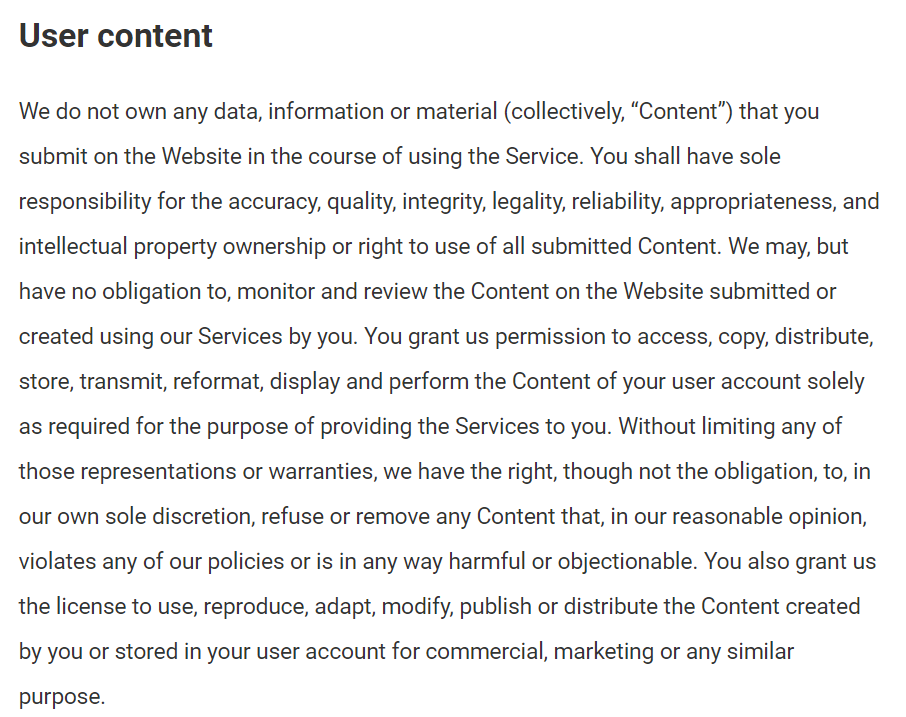 User content
We do not own any data, information or material (collectively, “Content”) that you
submit on the Website in the course of using the Service. You shall have sole
responsibility for the accuracy, quality, integrity, legality, reliability, appropriateness, and
intellectual property ownership or right to use of all submitted Content. We may, but
have no obligation to, monitor and review the Content on the Website submitted or
created using our Services by you. You grant us permission to access, copy, distribute,
store, transmit, reformat, display and perform the Content of your user account solely
as required for the purpose of providing the Services to you. Without limiting any of
those representations or warranties, we have the right, though not the obligation, to, in
our own sole discretion, refuse or remove any Content that, in our reasonable opinion,
violates any of our policies or is in any way harmful or objectionable. You also grant us
the license to use, reproduce, adapt, modify, publish or distribute the Content created
by you or stored in your user account for commercial, marketing or any similar
purpose.